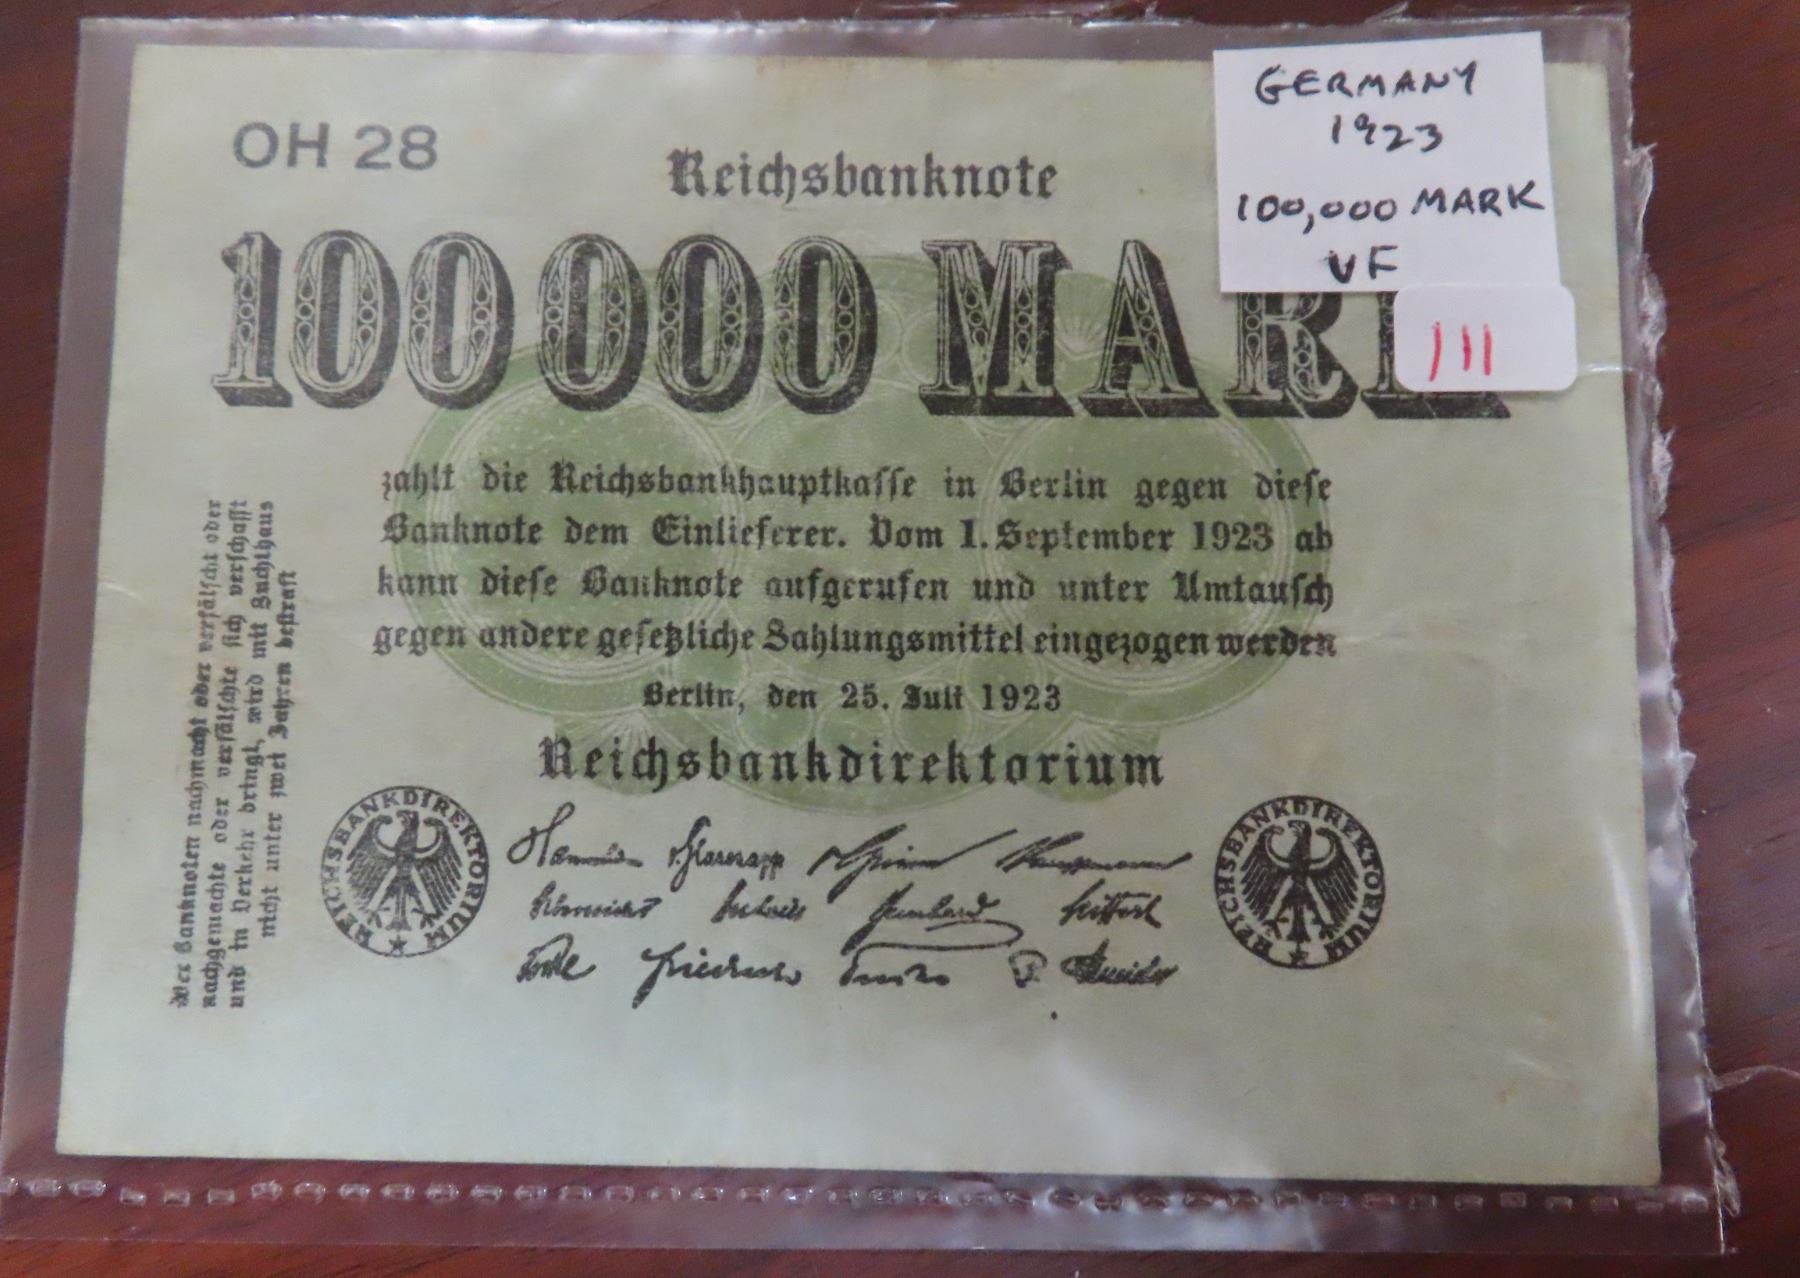 GERMANY
1923
100,000 MARK
VF
111
OH 28
Reichsbanknote
100000 MARK
zahlt die Reichsbankhauptkasse in Berlin gegen diese
Banknote dem Einlieferer. Vom 1. September 1923 ab
kann diese Banknote aufgerufen und unter Umtausch
gegen andere gesetzliche Zahlungsmittel eingezogen werden
Berlin, den 25. Juli 1923
Reichsbankdirektorium
Wer Banknoten nachmacht oder verfälscht oder
nachgemachte oder verfälschte sich verschafft
und in Verkehr bringt, wird mit Zuchthaus
nicht unter zwei Jahren bestraft
REICHSBANKDIREKTORIUM
REICHSBANKDIREKTORIUM